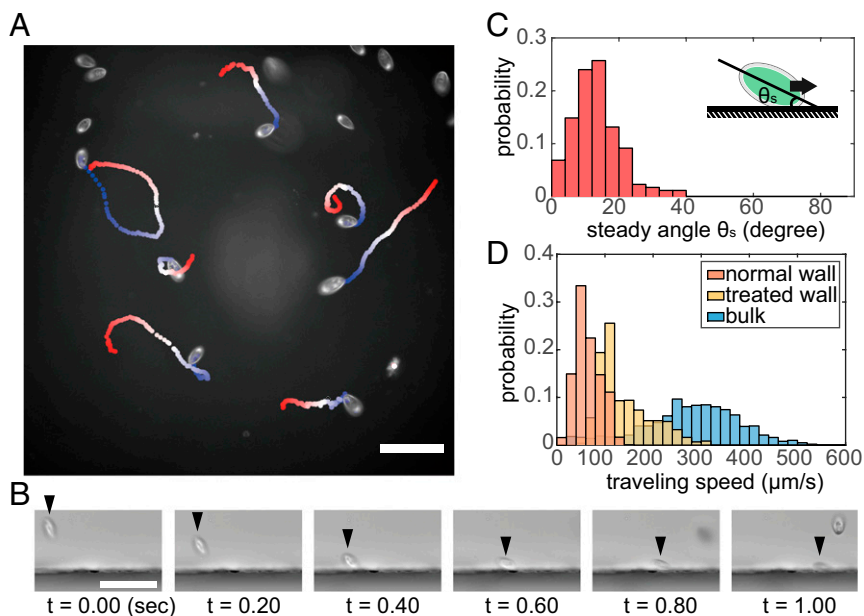 A
B
t = 0.00 (sec)
t = 0.20
t = 0.40
t = 0.60
t = 0.80
t = 1.00
C
probability
0.3
0.2
0.1
0
0
20
40
60
80
steady angle θs (degree)
θs
D
probability
0.4
0.3
0.2
0.1
0
0
100
200
300
400
500
600
traveling speed (μm/s)
normal wall
treated wall
bulk